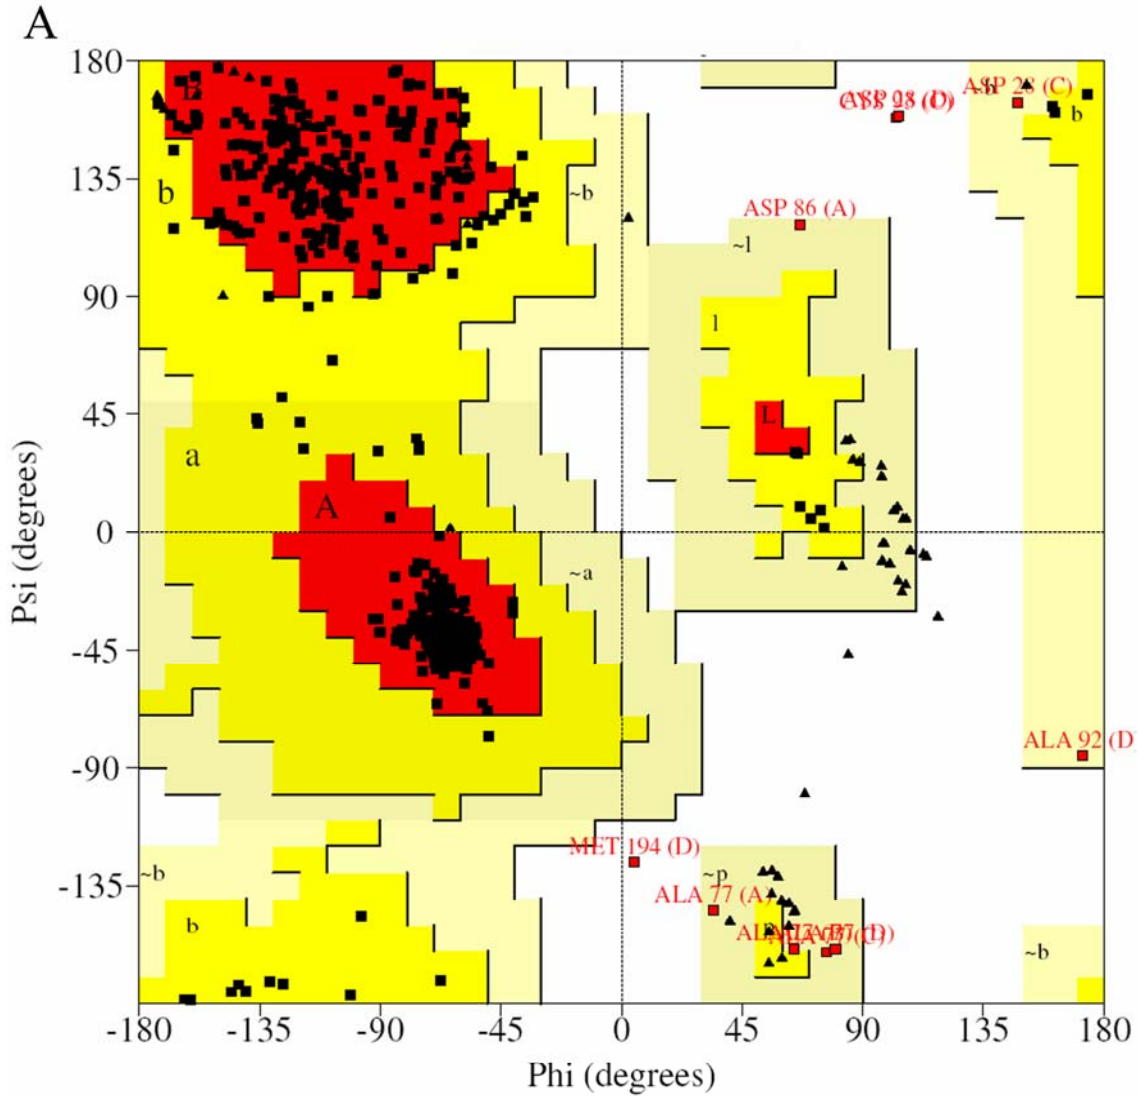 A
180
135
90
45
0
-45
-90
-135
-180
-135
-90
-45
0
45
90
135
180
Psi (degrees)
Phi (degrees)
B
b
~b
a
A
~a
~b
b
~l
l
L
~b
b
~p
p
~b
ASP 28 (C)
ASP 86 (A)
ALA 92 (D)
MET 194 (D)
ALA 77 (A)